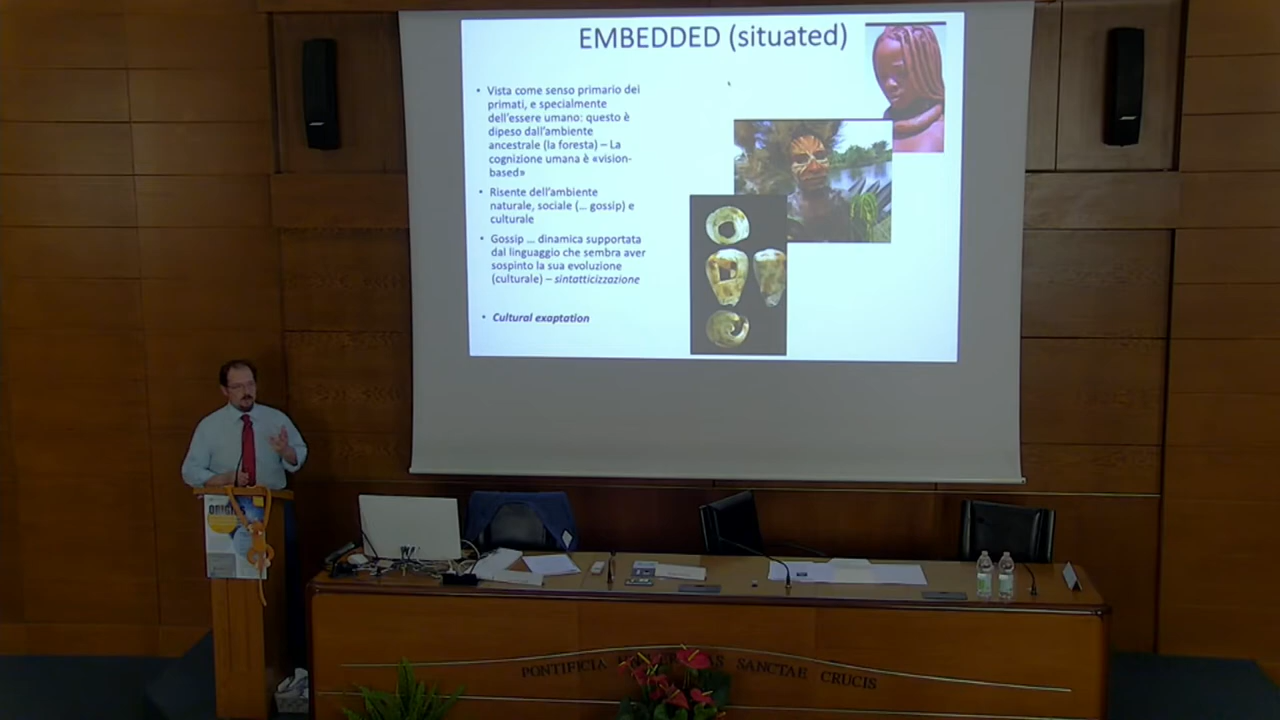 EMBEDDED (situated)
• Vista come senso primario dei
primati, e specialmente
dell'essere umano: questo è
dipeso dall'ambiente
ancestrale (la foresta) – La
cognizione umana è «vision-
based»
• Risente dell'ambiente
naturale, sociale (... gossip) e
culturale
• Gossip ... dinamica supportata
dal linguaggio che sembra aver
sospinto la sua evoluzione
(culturale) – sintatticizzazione
• Cultural exaptation
PONTIFICIA SANCTAE CRUCIS